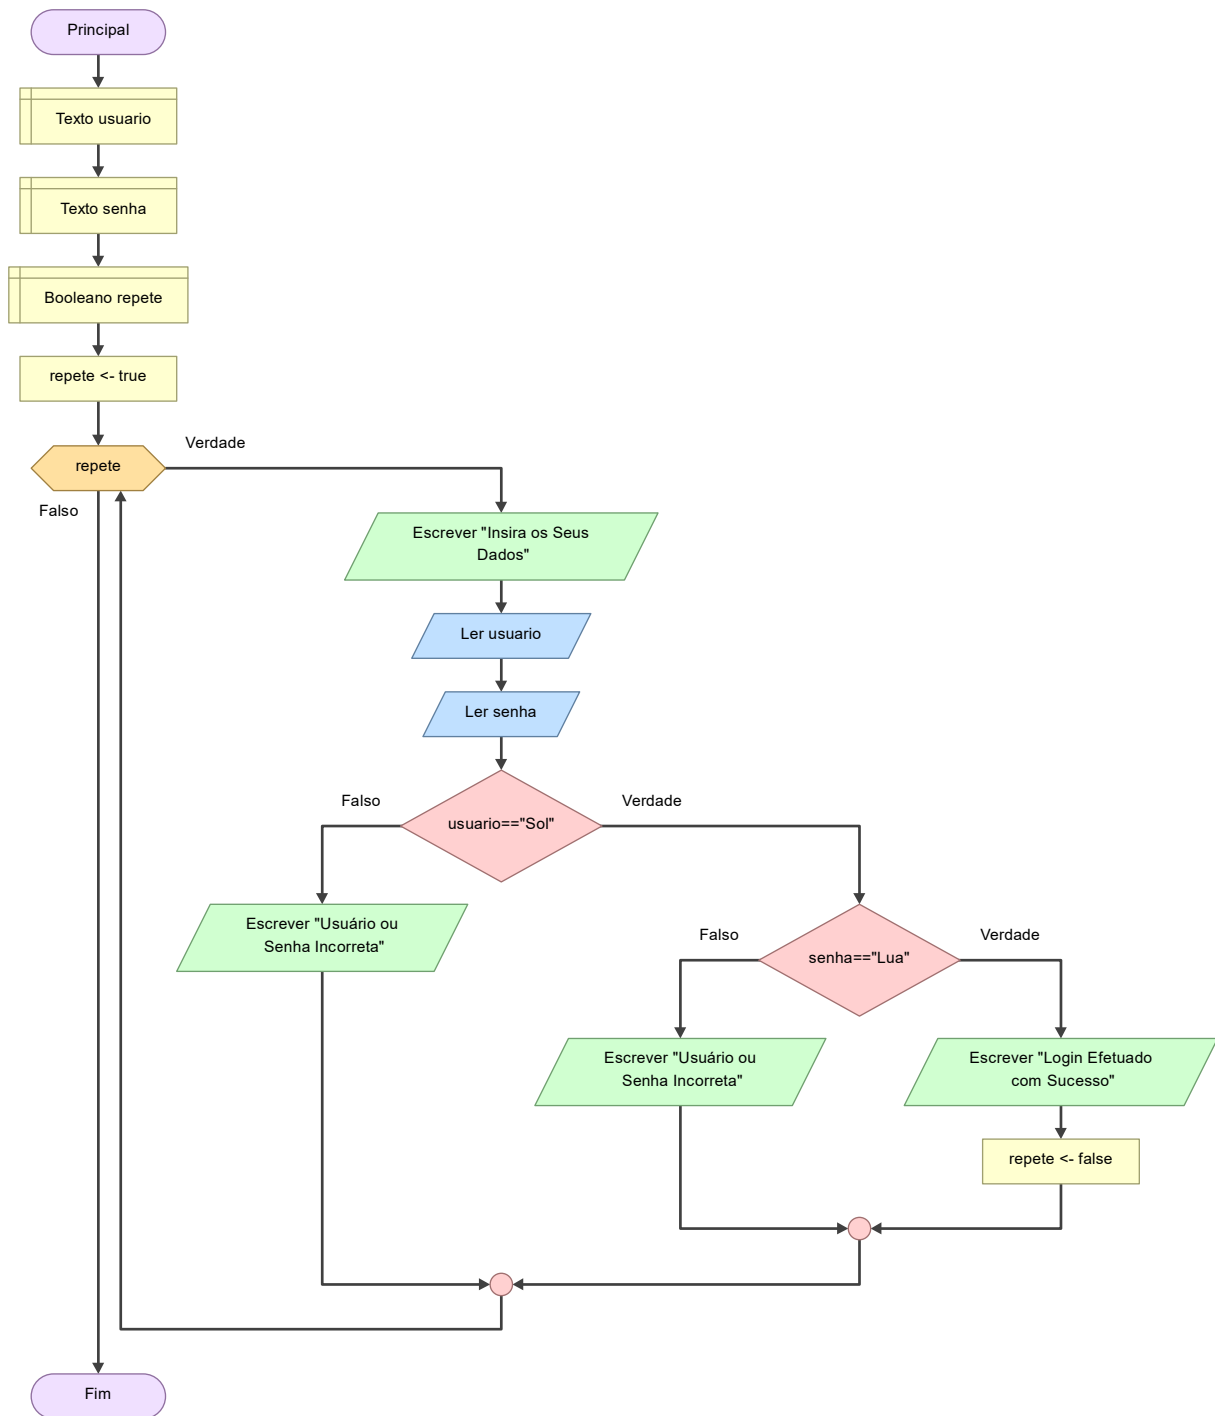 Principal
Texto usuario
Texto senha
Booleano repete
repete <- true
Verdade
repete
Falso
Escrever "Insira os Seus
Dados"
Ler usuario
Ler senha
Falso
Verdade
usuario=="Sol"
Escrever "Usuário ou
Senha Incorreta"
Falso
Verdade
senha=="Lua"
Escrever "Usuário ou
Senha Incorreta"
Escrever "Login Efetuado
com Sucesso"
repete <- false
Fim